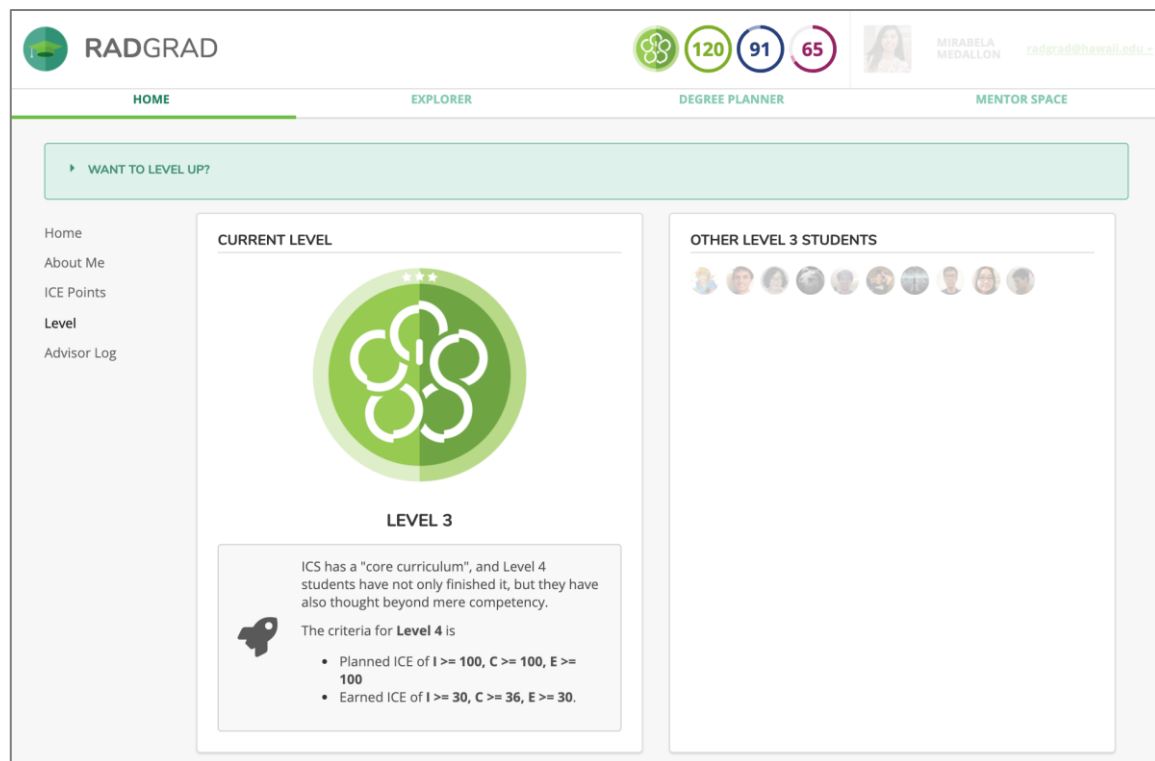 RADGRAD
120 91 65
MIRABELA
MEDALLON
radgrad@hawaii.edu
HOME EXPLORER DEGREE PLANNER MENTOR SPACE
WANT TO LEVEL UP?
Home
About Me
ICE Points
Level
Advisor Log
CURRENT LEVEL
LEVEL 3
ICS has a "core curriculum", and Level 4
students have not only finished it, but they have
also thought beyond mere competency.
The criteria for Level 4 is
• Planned ICE of I >= 100, C >= 100, E >=
100
• Earned ICE of I >= 30, C >= 36, E >= 30.
OTHER LEVEL 3 STUDENTS